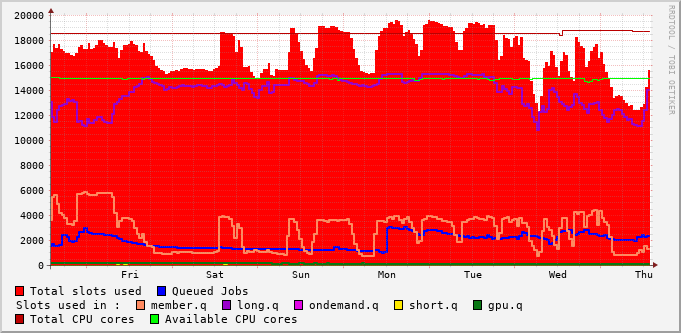 20000
18000
16000
14000
12000
10000
8000
6000
4000
2000
0
Fri Sat Sun Mon Tue Wed Thu
RRDTOOL / TOBI OETIKER
Total slots used Queued Jobs
Slots used in : member.q long.q ondemand.q short.q gpu.q
Total CPU cores Available CPU cores